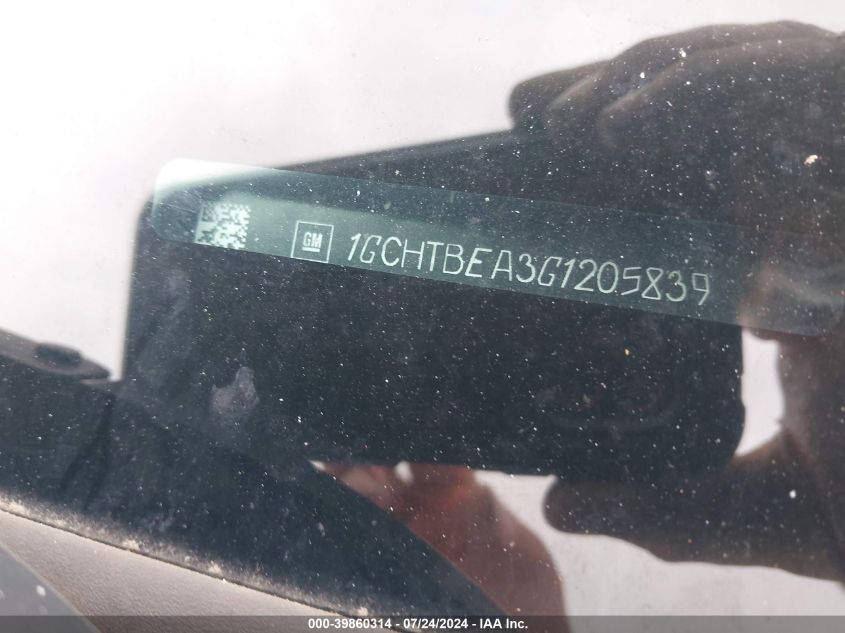 GM 1GCHTBEA3G1205839
000-39860314 - 07/24/2024 - IAA Inc.